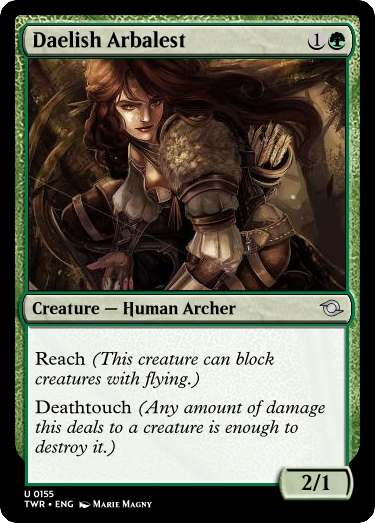 Daelish Arbalest 1
Creature — Human Archer
Reach (This creature can block
creatures with flying.)
Deathtouch (Any amount of damage
this deals to a creature is enough to
destroy it.)
2/1
U 0155
TWR • ENG Marie Magny